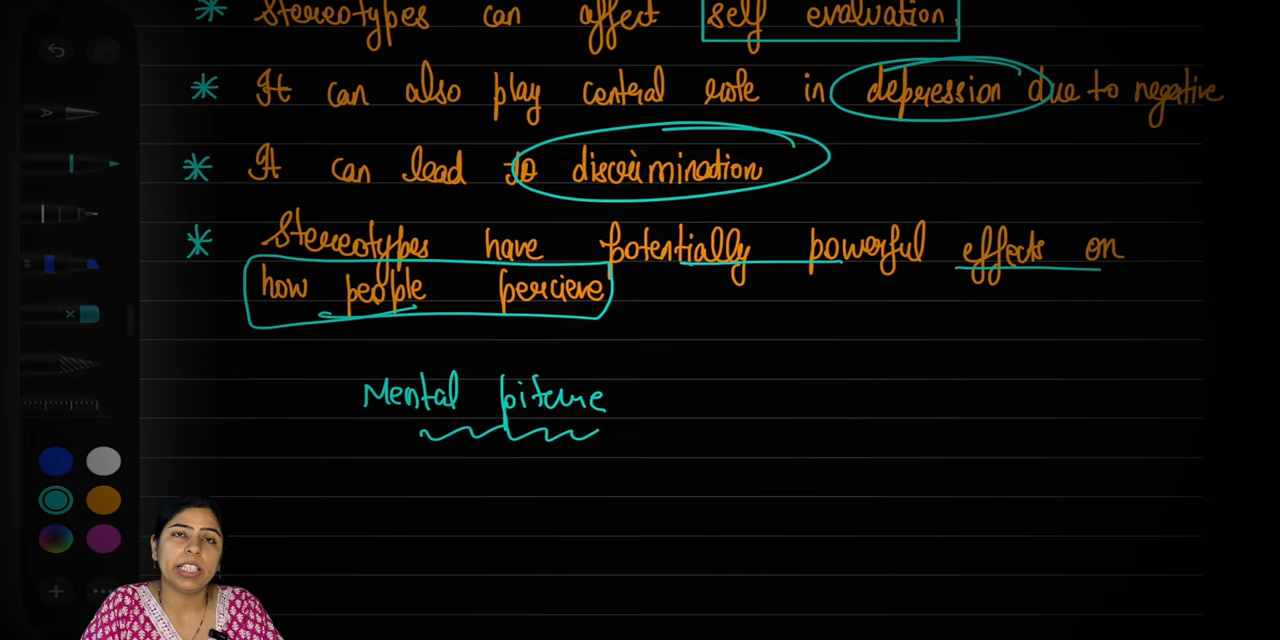 * Stereotypes can affect self evaluation.
* It can also play central role in depression due to negative
* It can lead to discrimination
* Stereotypes have potentially powerful effects on
how people percieve
Mental piture